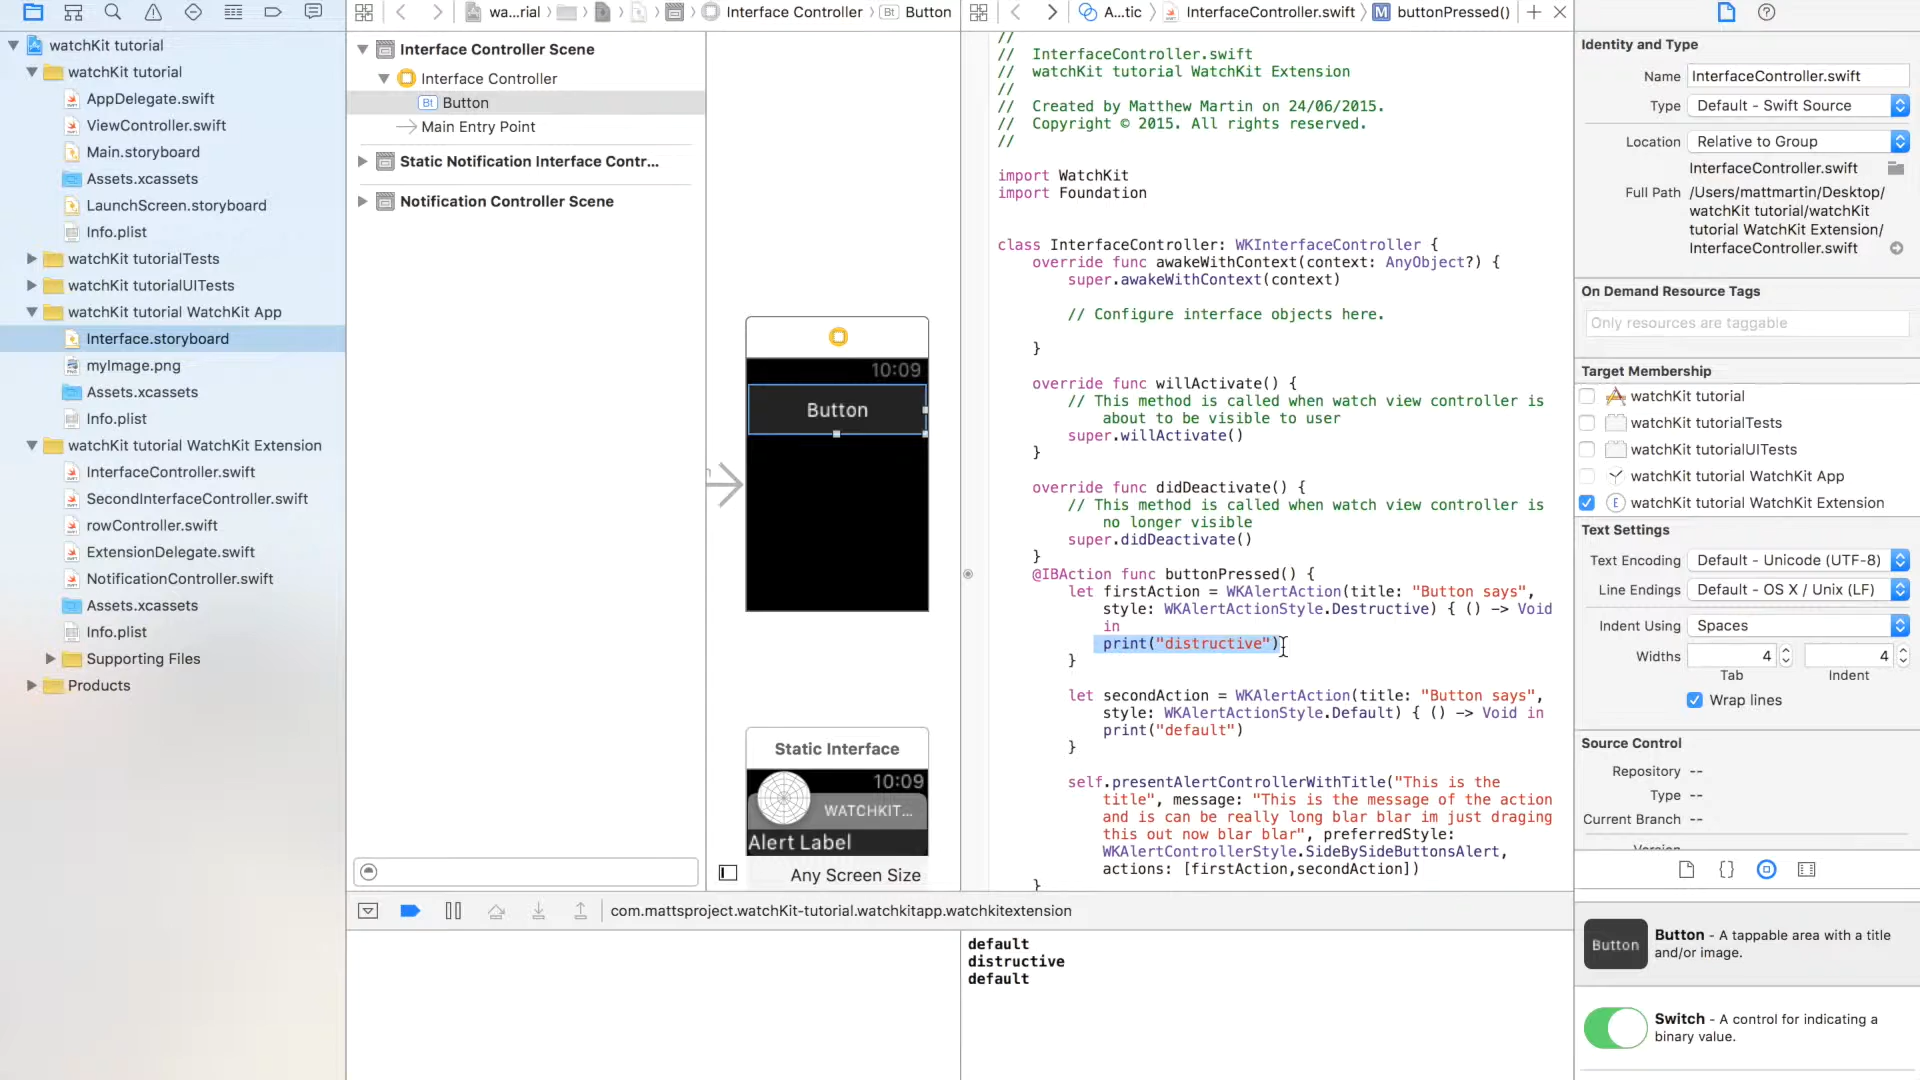 wa...rial
Interface Controller
Bt Button
A...tic
InterfaceController.swift
M buttonPressed()
watchKit tutorial
watchKit tutorial
AppDelegate.swift
ViewController.swift
Main.storyboard
Assets.xcassets
LaunchScreen.storyboard
Info.plist
watchKit tutorialTests
watchKit tutorialUITests
watchKit tutorial WatchKit App
Interface.storyboard
myImage.png
Assets.xcassets
Info.plist
watchKit tutorial WatchKit Extension
InterfaceController.swift
SecondInterfaceController.swift
rowController.swift
ExtensionDelegate.swift
NotificationController.swift
Assets.xcassets
Info.plist
Supporting Files
Products
Interface Controller Scene
Interface Controller
Bt Button
Main Entry Point
Static Notification Interface Contr...
Notification Controller Scene
10:09
Button
Static Interface
10:09
WATCHKIT...
Alert Label
Any Screen Size
//
// InterfaceController.swift
// watchKit tutorial WatchKit Extension
//
// Created by Matthew Martin on 24/06/2015.
// Copyright © 2015. All rights reserved.
//
import WatchKit
import Foundation
class InterfaceController: WKInterfaceController {
override func awakeWithContext(context: AnyObject?) {
super.awakeWithContext(context)
// Configure interface objects here.
}
override func willActivate() {
// This method is called when watch view controller is
about to be visible to user
super.willActivate()
}
override func didDeactivate() {
// This method is called when watch view controller is
no longer visible
super.didDeactivate()
}
@IBAction func buttonPressed() {
let firstAction = WKAlertAction(title: "Button says",
style: WKAlertActionStyle.Destructive) { () -> Void
in
print("distructive")
}
let secondAction = WKAlertAction(title: "Button says",
style: WKAlertActionStyle.Default) { () -> Void in
print("default")
}
self.presentAlertControllerWithTitle("This is the
title", message: "This is the message of the action
and is can be really long blar blar im just draging
this out now blar blar", preferredStyle:
WKAlertControllerStyle.SideBySideButtonsAlert,
actions: [firstAction,secondAction])
}
com.mattsproject.watchKit-tutorial.watchkitapp.watchkitextension
default
distructive
default
Identity and Type
Name InterfaceController.swift
Type Default - Swift Source
Location Relative to Group
InterfaceController.swift
Full Path /Users/mattmartin/Desktop/
watchKit tutorial/watchKit
tutorial WatchKit Extension/
InterfaceController.swift
On Demand Resource Tags
Only resources are taggable
Target Membership
watchKit tutorial
watchKit tutorialTests
watchKit tutorialUITests
watchKit tutorial WatchKit App
E watchKit tutorial WatchKit Extension
Text Settings
Text Encoding Default - Unicode (UTF-8)
Line Endings Default - OS X / Unix (LF)
Indent Using Spaces
Widths 4 4
Tab Indent
Wrap lines
Source Control
Repository --
Type --
Current Branch --
Version
Button
Button - A tappable area with a title
and/or image.
Switch - A control for indicating a
binary value.